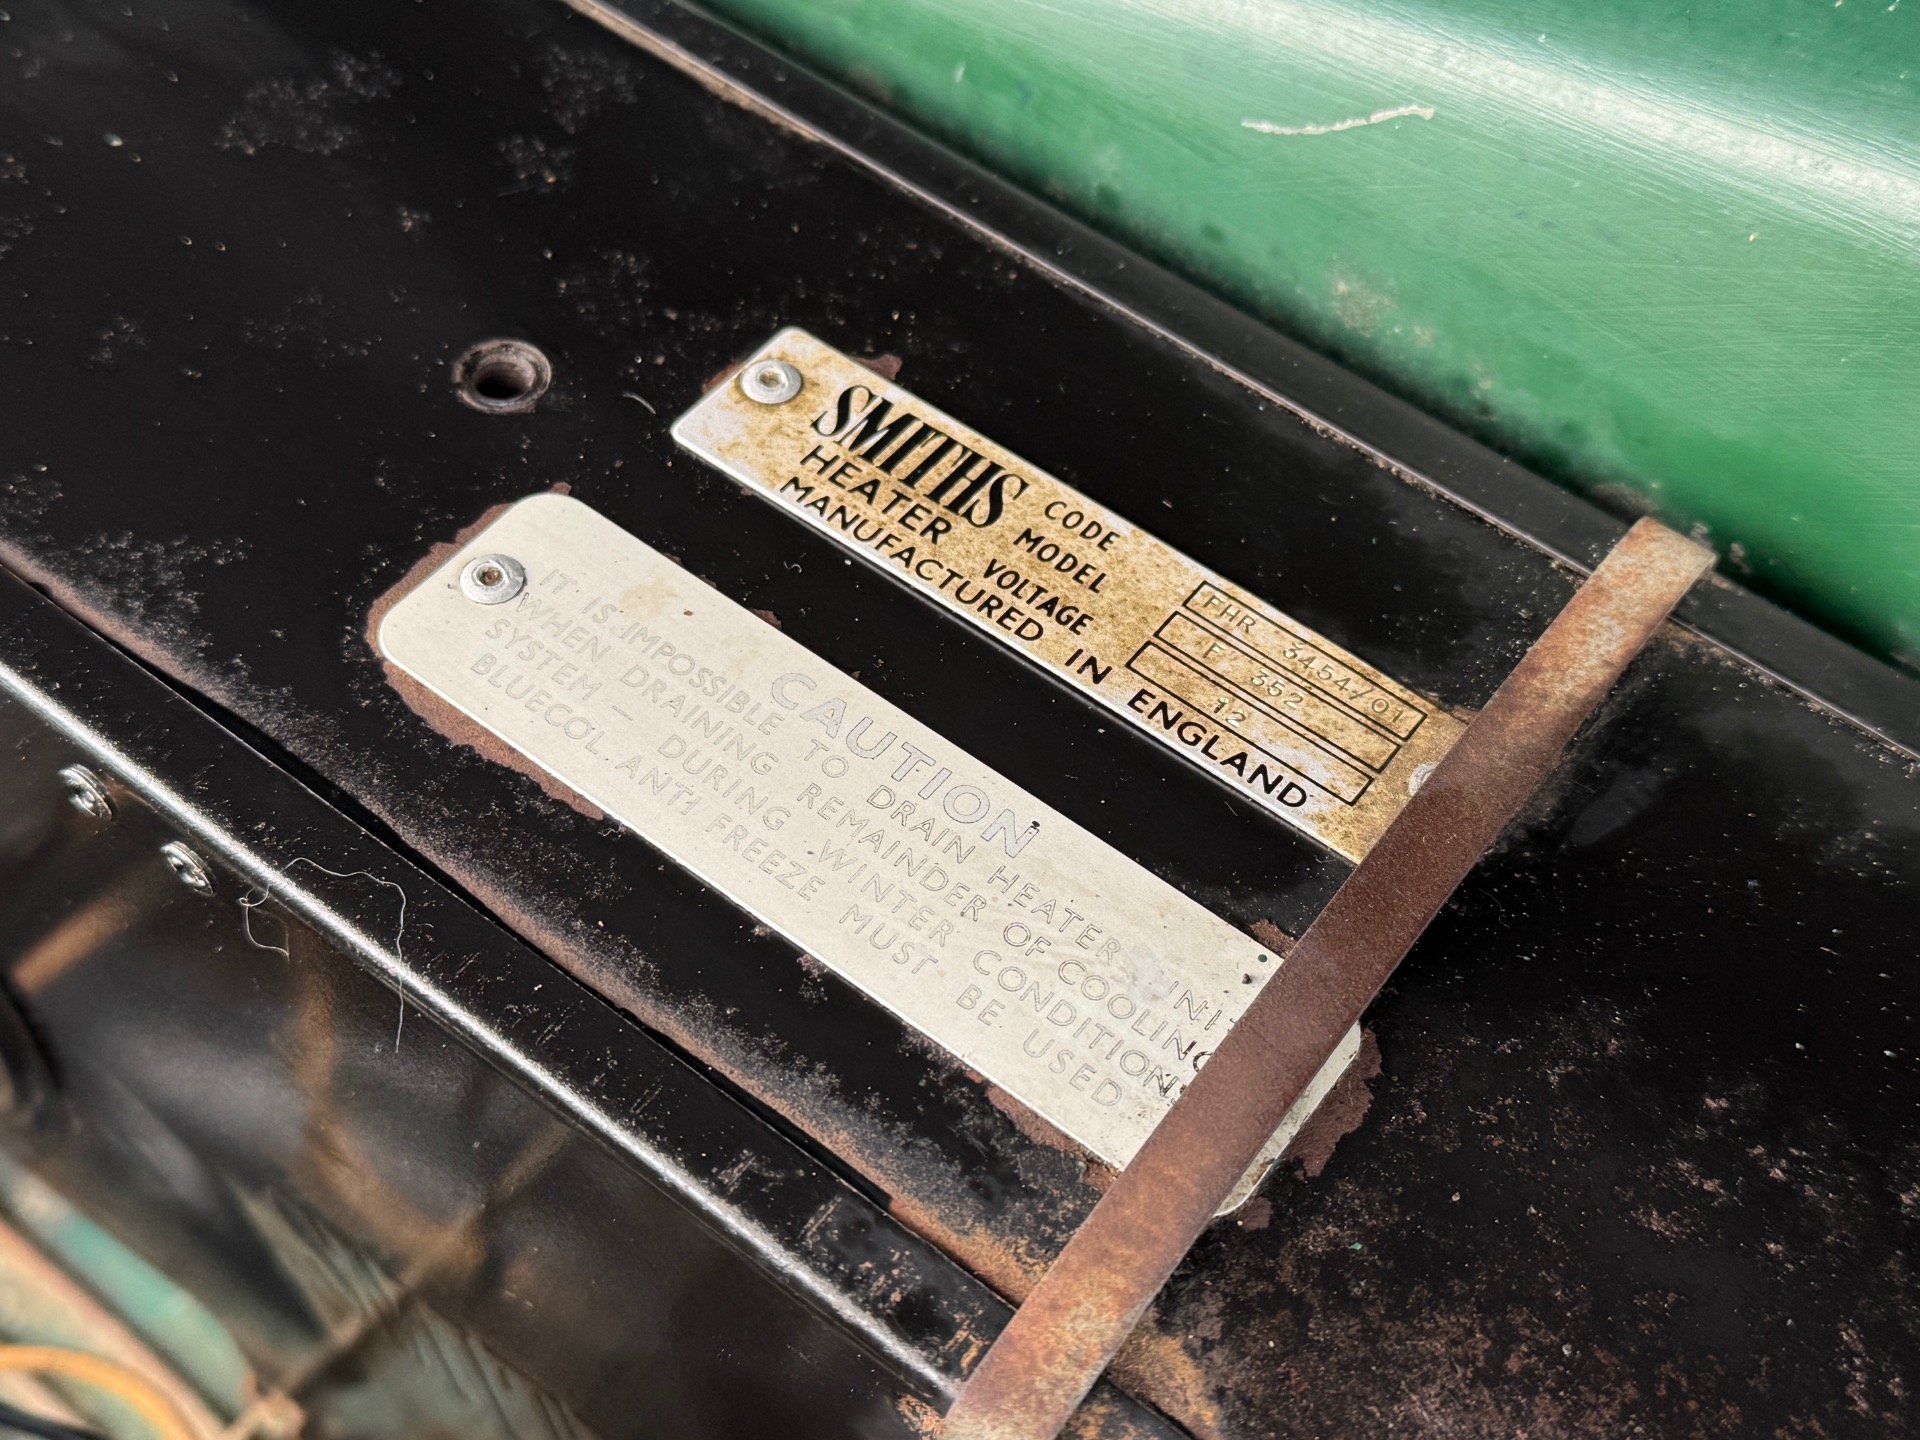 SMITHS
HEATER
CODE FHR 3454/01
MODEL F 352
VOLTAGE 12
MANUFACTURED IN ENGLAND
CAUTION
IT IS IMPOSSIBLE TO DRAIN HEATER
WHEN DRAINING REMAINDER OF COOLING
SYSTEM — DURING WINTER CONDITIONS
BLUECOL ANTI FREEZE MUST BE USED